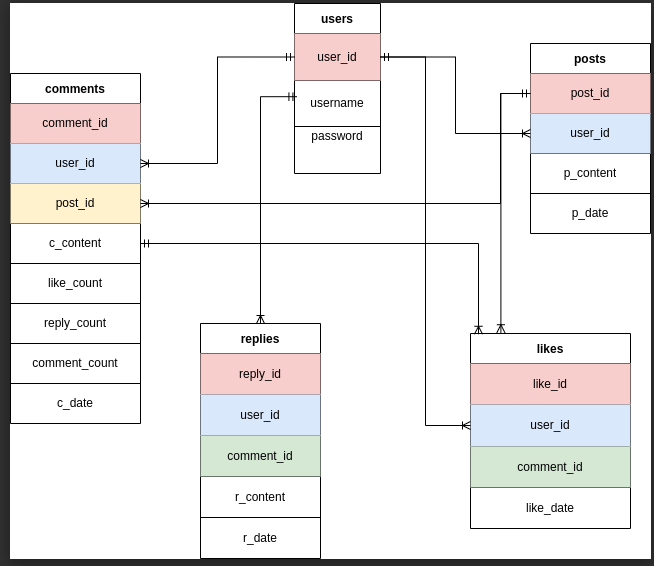 users
user_id
username
password
posts
post_id
user_id
p_content
p_date
comments
comment_id
user_id
post_id
c_content
like_count
reply_count
comment_count
c_date
replies
reply_id
user_id
comment_id
r_content
r_date
likes
like_id
user_id
comment_id
like_date